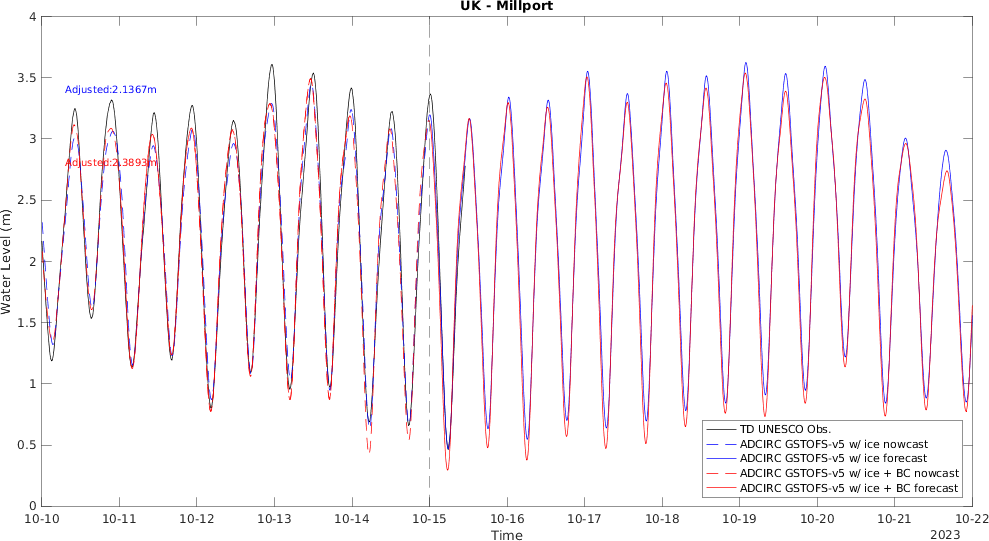 UK - Millport
4
3.5
3
2.5
2
1.5
1
0.5
0
Water Level (m)
Adjusted:2.1367m
Adjusted:2.3893m
TD UNESCO Obs.
ADCIRC GSTOFS-v5 w/ ice nowcast
ADCIRC GSTOFS-v5 w/ ice forecast
ADCIRC GSTOFS-v5 w/ ice + BC nowcast
ADCIRC GSTOFS-v5 w/ ice + BC forecast
10-10 10-11 10-12 10-13 10-14 10-15 10-16 10-17 10-18 10-19 10-20 10-21 10-22
Time
2023